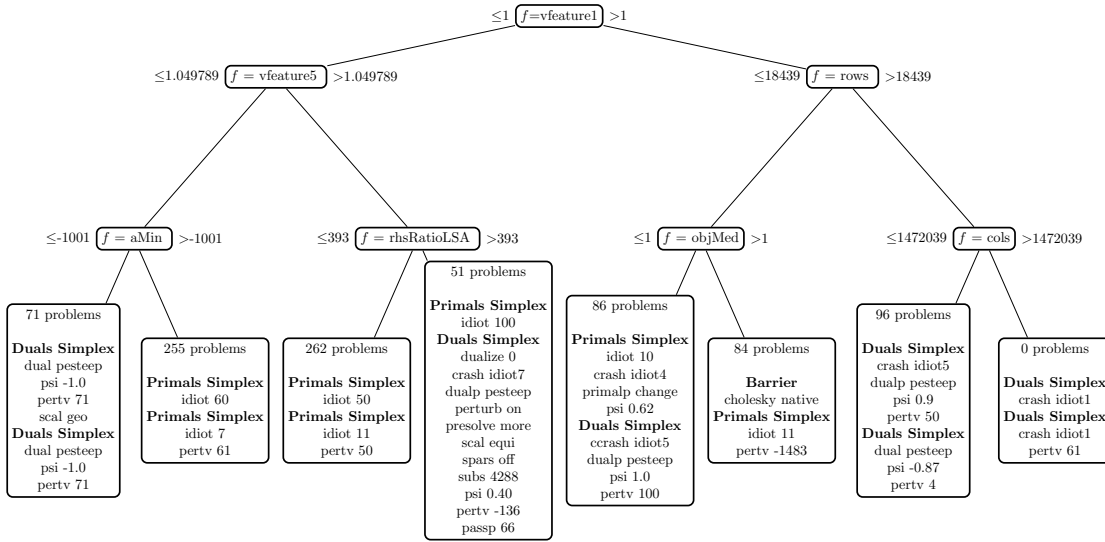 ≤1 f=vfeature1 >1
≤1.049789 f = vfeature5 >1.049789
≤18439 f = rows >18439
≤-1001 f = aMin >-1001
≤393 f = rhsRatioLSA >393
≤1 f = objMed >1
≤1472039 f = cols >1472039
71 problems
Duals Simplex
dual pesteep
psi -1.0
pertv 71
scal geo
Duals Simplex
dual pesteep
psi -1.0
pertv 71
255 problems
Primals Simplex
idiot 60
Primals Simplex
idiot 7
pertv 61
262 problems
Primals Simplex
idiot 50
Primals Simplex
idiot 11
pertv 50
51 problems
Primals Simplex
idiot 100
Duals Simplex
dualize 0
crash idiot7
dualp pesteep
perturb on
presolve more
scal equi
spars off
subs 4288
psi 0.40
pertv -136
passp 66
86 problems
Primals Simplex
idiot 10
crash idiot4
primalp change
psi 0.62
Duals Simplex
ccrash idiot5
dualp pesteep
psi 1.0
pertv 100
84 problems
Barrier
cholesky native
Primals Simplex
idiot 11
pertv -1483
96 problems
Duals Simplex
crash idiot5
dualp pesteep
psi 0.9
pertv 50
Duals Simplex
dual pesteep
psi -0.87
pertv 4
0 problems
Duals Simplex
crash idiot1
Duals Simplex
crash idiot1
pertv 61